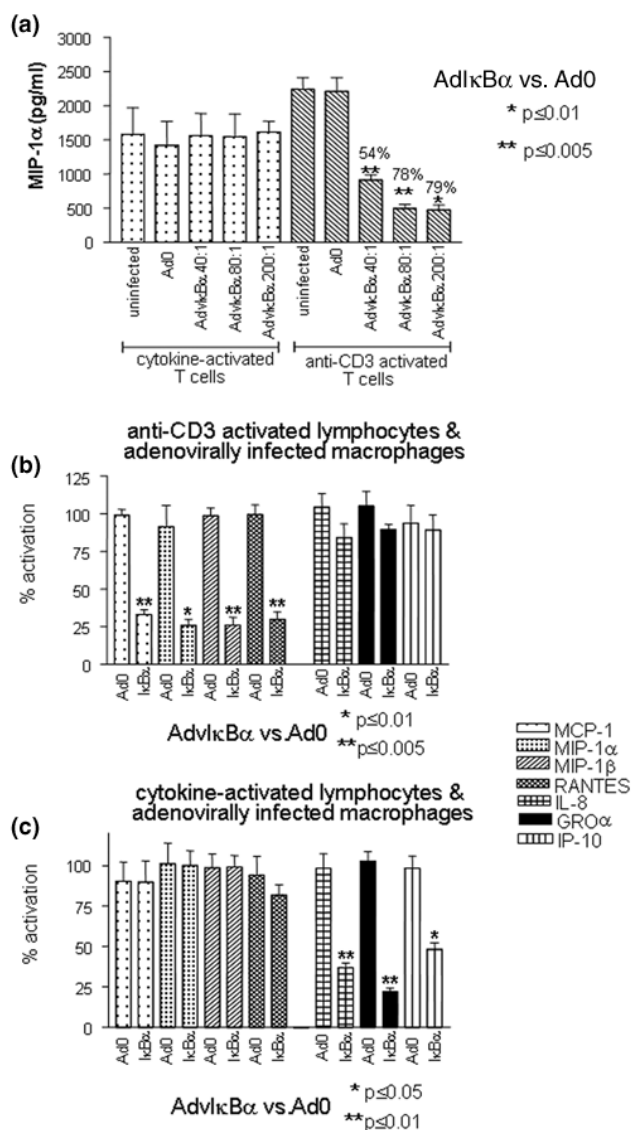 (a)
3000
2500
2000
1500
1000
500
0
MIP-1α (pg/ml)
54%
**
78%
**
79%
*
AdIκBα vs. Ad0
* p≤0.01
** p≤0.005
uninfected
Ad0
AdvIκBα 40:1
AdvIκBα 80:1
AdvIκBα 200:1
uninfected
Ad0
AdvIκBα 40:1
AdvIκBα 80:1
AdvIκBα 200:1
cytokine-activated
T cells
anti-CD3 activated
T cells
anti-CD3 activated lymphocytes &
adenovirally infected macrophages
(b)
125
100
75
50
25
0
% activation
**
*
**
**
Ad0
IκBα
Ad0
IκBα
Ad0
IκBα
Ad0
IκBα
Ad0
IκBα
Ad0
IκBα
Ad0
IκBα
AdvIκBα vs.Ad0
* p≤0.01
**p≤0.005
MCP-1
MIP-1α
MIP-1β
RANTES
IL-8
GROα
IP-10
cytokine-activated lymphocytes &
adenovirally infected macrophages
(c)
100
75
50
25
0
% activation
**
**
*
Ad0
IκBα
Ad0
IκBα
Ad0
IκBα
Ad0
IκBα
Ad0
IκBα
Ad0
IκBα
Ad0
IκBα
AdvIκBα vs.Ad0
* p≤0.05
**p≤0.01